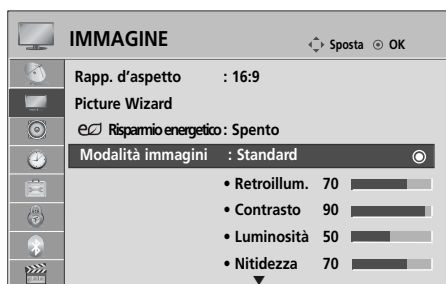 IMMAGINE
Sposta OK
Rapp. d'aspetto : 16:9
Picture Wizard
Risparmio energetico : Spento
Modalità immagini : Standard
• Retroillum. 70
• Contrasto 90
• Luminosità 50
• Nitidezza 70